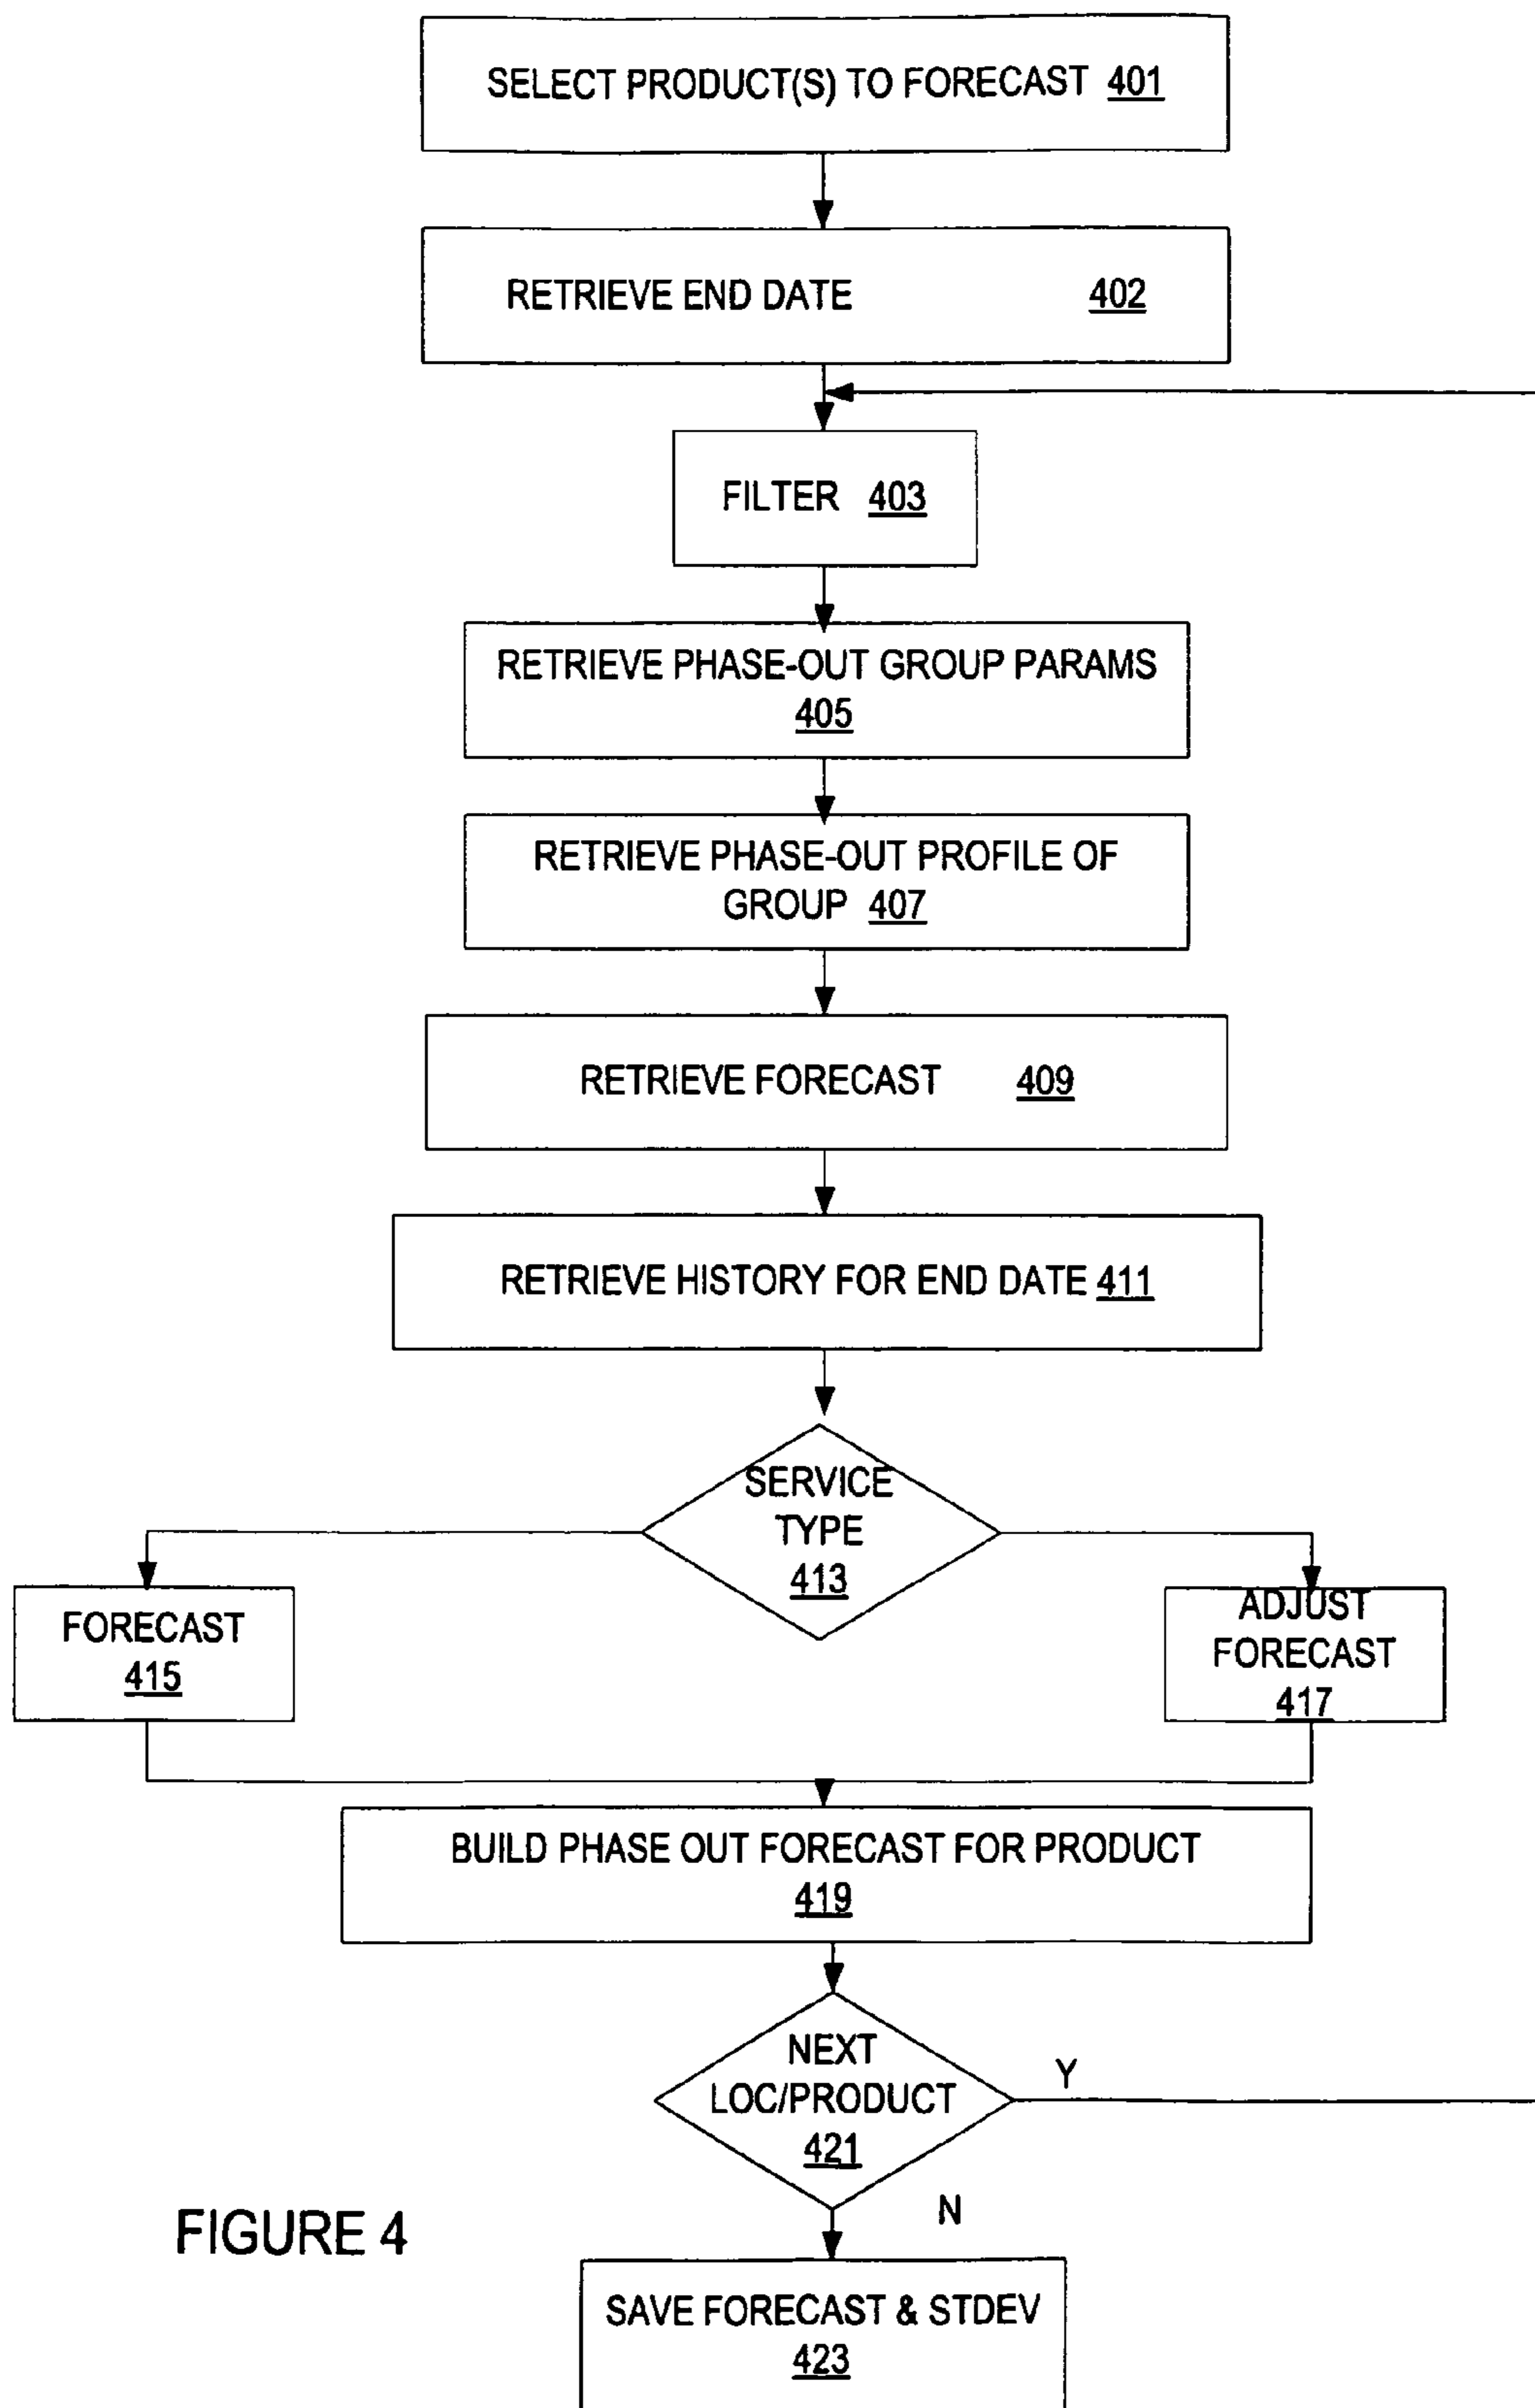 SELECT PRODUCT(S) TO FORECAST 401
RETRIEVE END DATE 402
FILTER 403
RETRIEVE PHASE-OUT GROUP PARAMS
405
RETRIEVE PHASE-OUT PROFILE OF
GROUP 407
RETRIEVE FORECAST 409
RETRIEVE HISTORY FOR END DATE 411
SERVICE
TYPE
413
FORECAST
415
ADJUST
FORECAST
417
BUILD PHASE OUT FORECAST FOR PRODUCT
419
NEXT
LOC/PRODUCT
421
Y
N
FIGURE 4
SAVE FORECAST & STDEV
423